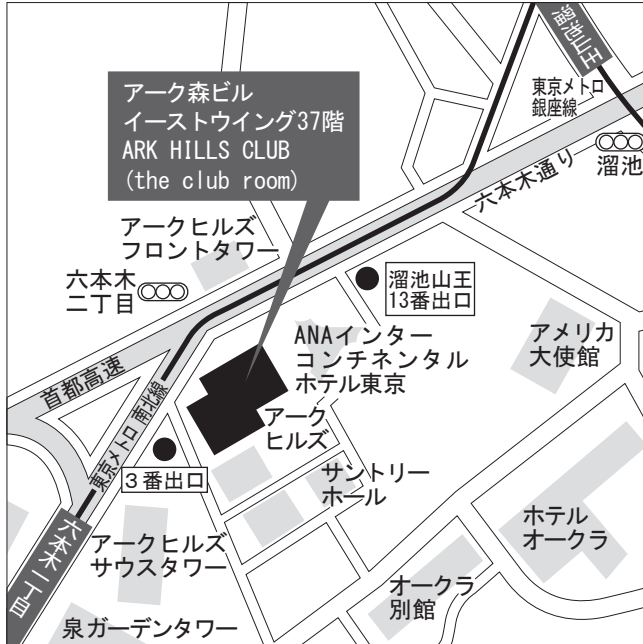 溜池山王
東京メトロ
銀座線
溜池
六本木通り
アーク森ビル
イーストウイング37階
ARK HILLS CLUB
(the club room)
アークヒルズ
フロントタワー
六本木
二丁目
溜池山王
13番出口
ANAインター
コンチネンタル
ホテル東京
アメリカ
大使館
首都高速
東京メトロ 南北線
アーク
ヒルズ
3番出口
サントリー
ホール
ホテル
オークラ
六本木一丁目
アークヒルズ
サウスタワー
オークラ
別館
泉ガーデンタワー